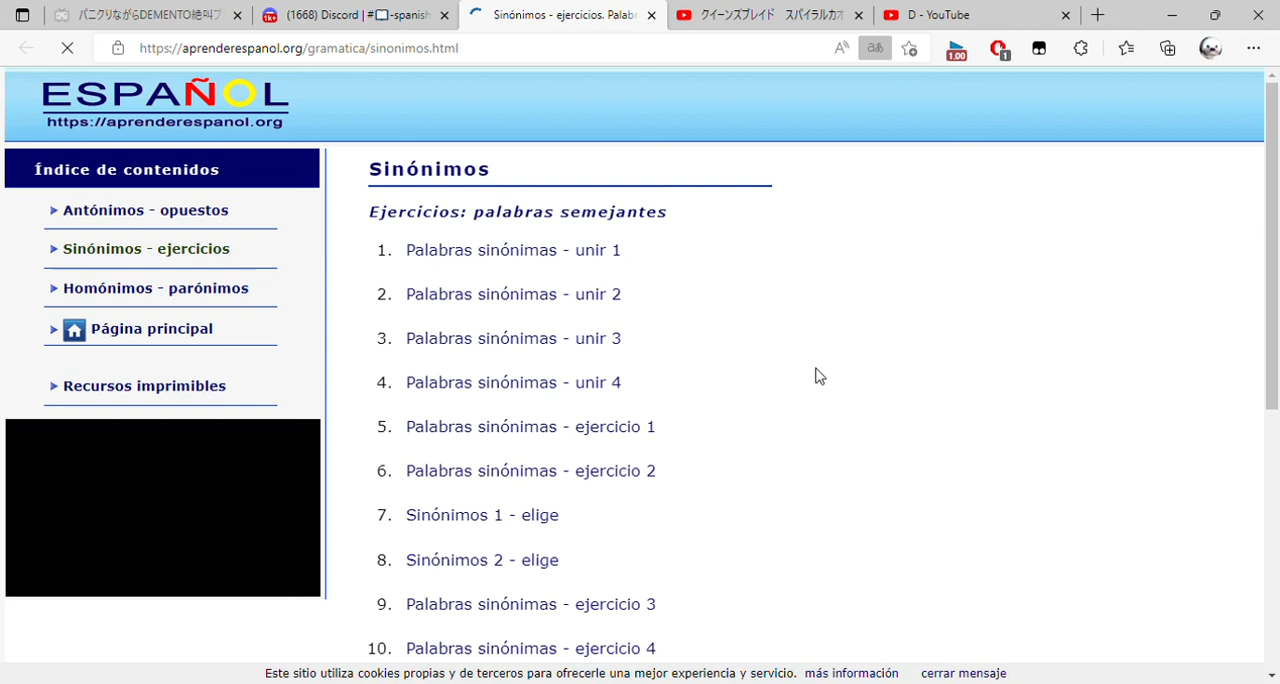 パニクりながらDEMENTO絶叫プ
(1668) Discord | #📖-spanish
Sinónimos - ejercicios. Palabr
クイーンズブレイド スパイラルカオ
D - YouTube
https://aprenderespanol.org/gramatica/sinonimos.html
1.00
1
ESPAÑOL
https://aprenderespanol.org
Índice de contenidos
Antónimos - opuestos
Sinónimos - ejercicios
Homónimos - parónimos
Página principal
Recursos imprimibles
Sinónimos
Ejercicios: palabras semejantes
1. Palabras sinónimas - unir 1
2. Palabras sinónimas - unir 2
3. Palabras sinónimas - unir 3
4. Palabras sinónimas - unir 4
5. Palabras sinónimas - ejercicio 1
6. Palabras sinónimas - ejercicio 2
7. Sinónimos 1 - elige
8. Sinónimos 2 - elige
9. Palabras sinónimas - ejercicio 3
10. Palabras sinónimas - ejercicio 4
Este sitio utiliza cookies propias y de terceros para ofrecerle una mejor experiencia y servicio. más información cerrar mensaje